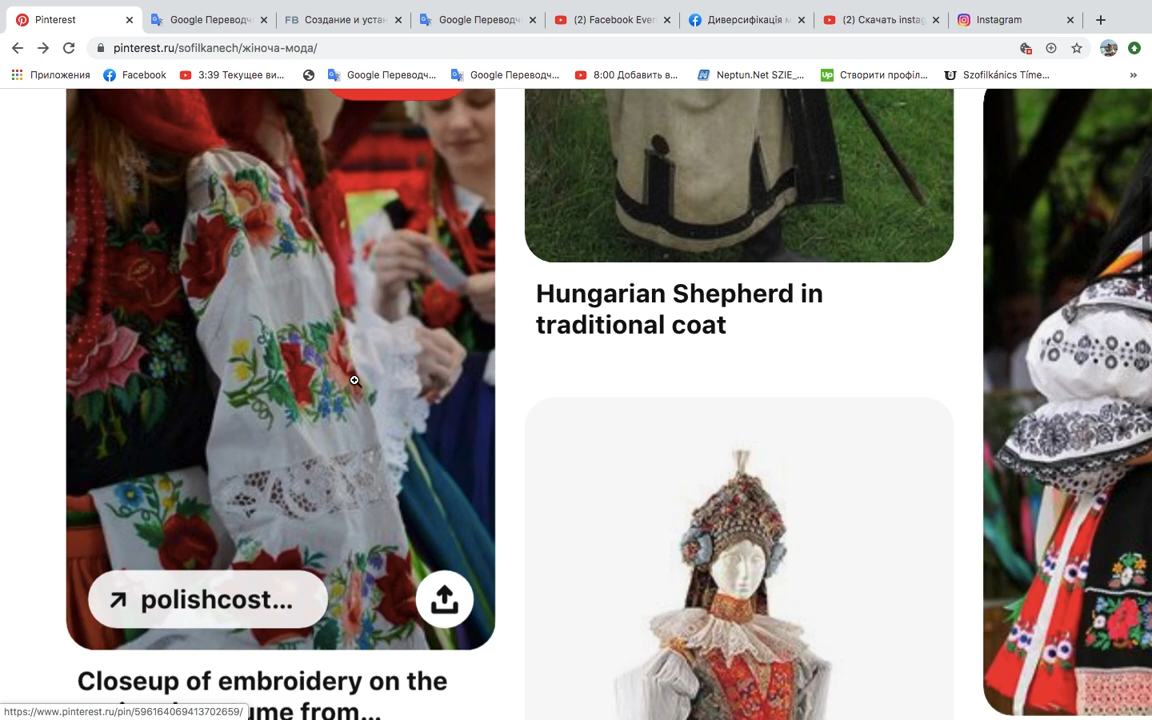 Pinterest
Google Переводч
FB Создание и устан
Google Переводч
(2) Facebook Even
Диверсифікація м
(2) Скачать instag
Instagram
pinterest.ru/sofilkanech/жіноча-мода/
Приложения
Facebook
3:39 Текущее ви...
Google Переводч...
Google Переводч...
8:00 Добавить в...
Neptun.Net SZIE_...
Up Створити профіл...
Szofilkánics Tíme...
»
Hungarian Shepherd in
traditional coat
polishcost...
Closeup of embroidery on the
ume from...
https://www.pinterest.ru/pin/596164069413702659/